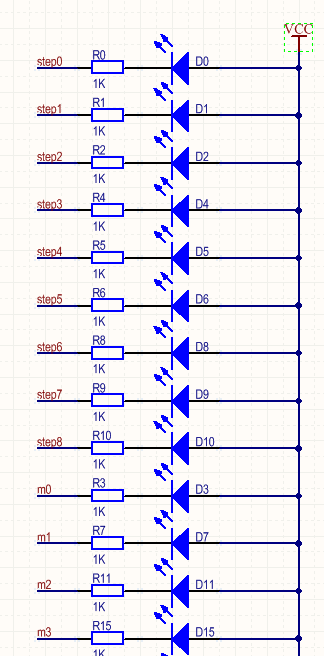 VCC
step0 R0 D0
1K
step1 R1 D1
1K
step2 R2 D2
1K
step3 R4 D4
1K
step4 R5 D5
1K
step5 R6 D6
1K
step6 R8 D8
1K
step7 R9 D9
1K
step8 R10 D10
1K
m0 R3 D3
1K
m1 R7 D7
1K
m2 R11 D11
1K
m3 R15 D15
1K